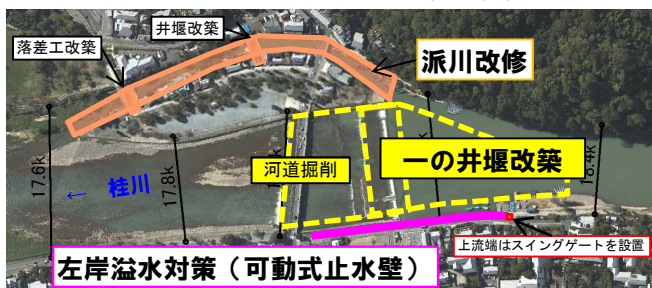 井堰改築
落差工改築
派川改修
河道掘削
一の井堰改築
17.6k
← 桂川
17.8k
18.4k
上流端はスイングゲートを設置
左岸溢水対策（可動式止水壁）